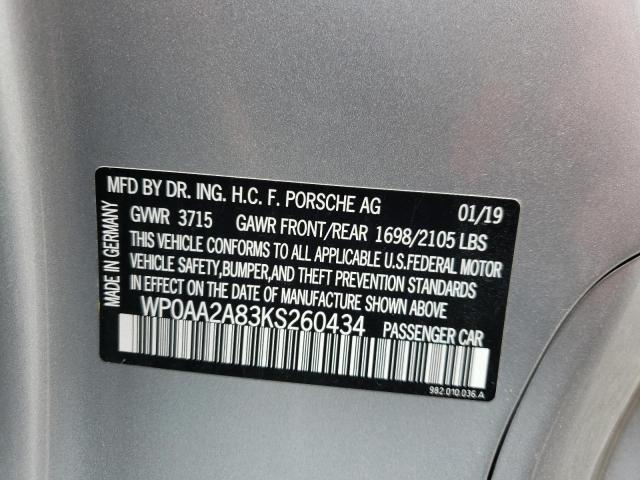 MFD BY DR. ING. H.C. F. PORSCHE AG 01/19
GVWR 3715 GAWR FRONT/REAR 1698/2105 LBS
THIS VEHICLE CONFORMS TO ALL APPLICABLE U.S.FEDERAL MOTOR
VEHICLE SAFETY,BUMPER,AND THEFT PREVENTION STANDARDS
IN EFFECT ON THE DATE OF MANUFACTURE SHOWN ABOVE
WP0AA2A83KS260434 PASSENGER CAR
982.010.036.A
MADE IN GERMANY